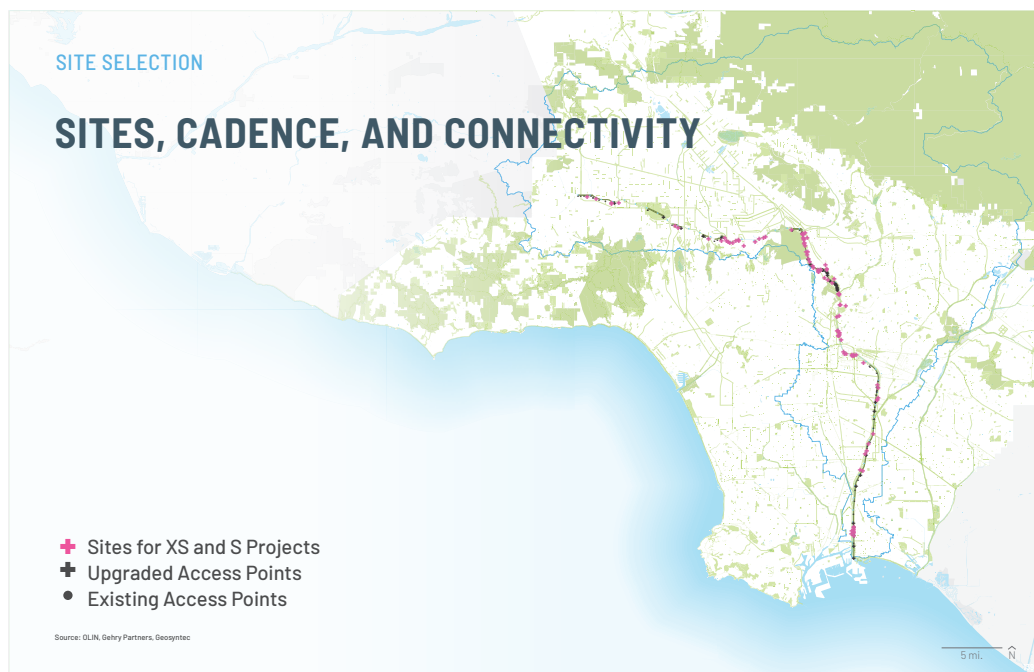 SITE SELECTION
SITES, CADENCE, AND CONNECTIVITY
Sites for XS and S Projects
Upgraded Access Points
Existing Access Points
Source: OLIN, Gehry Partners, Geosyntec
5 mi.
N